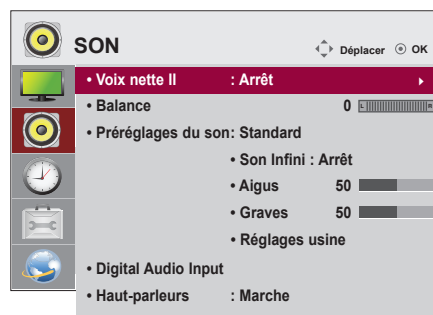 SON
Déplacer OK
• Voix nette II : Arrêt
• Balance 0 L R
• Préréglages du son: Standard
• Son Infini : Arrêt
• Aigus 50
• Graves 50
• Réglages usine
• Digital Audio Input
• Haut-parleurs : Marche